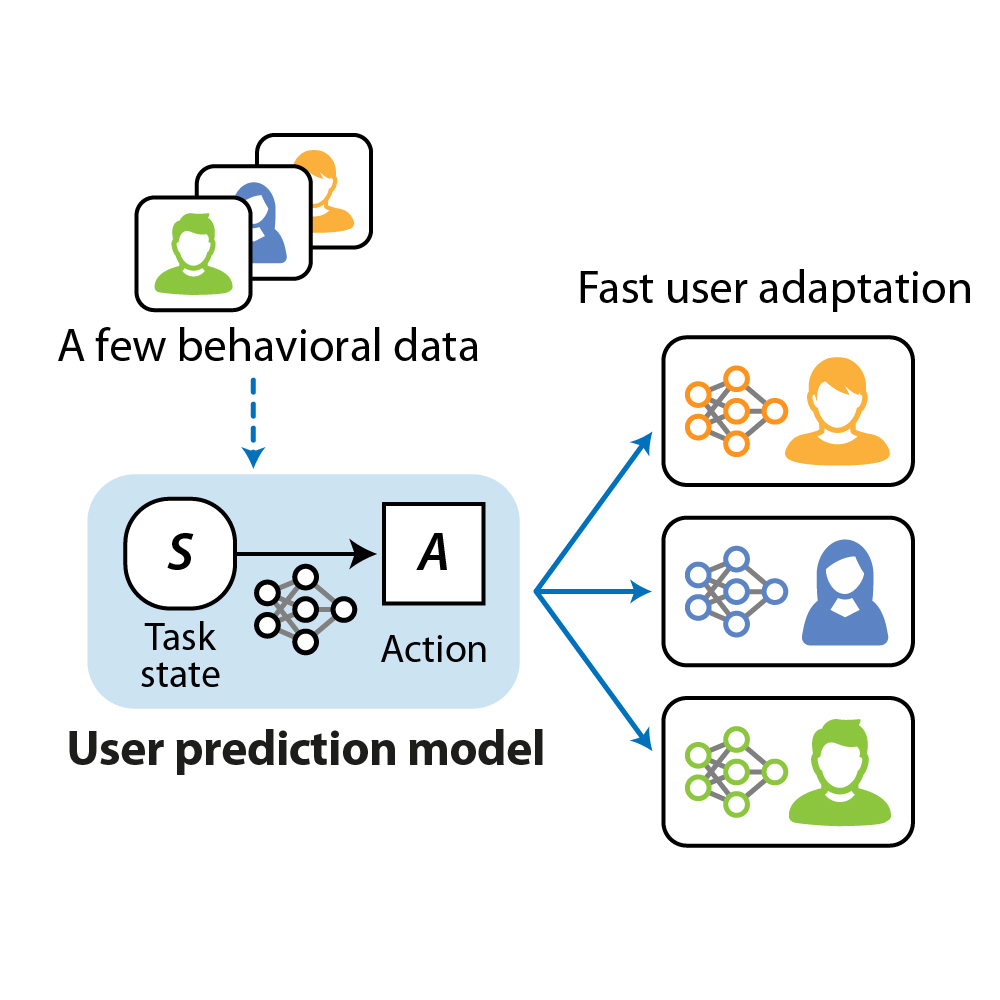 A few behavioral data
Fast user adaptation
S
A
Task
state
Action
User prediction model